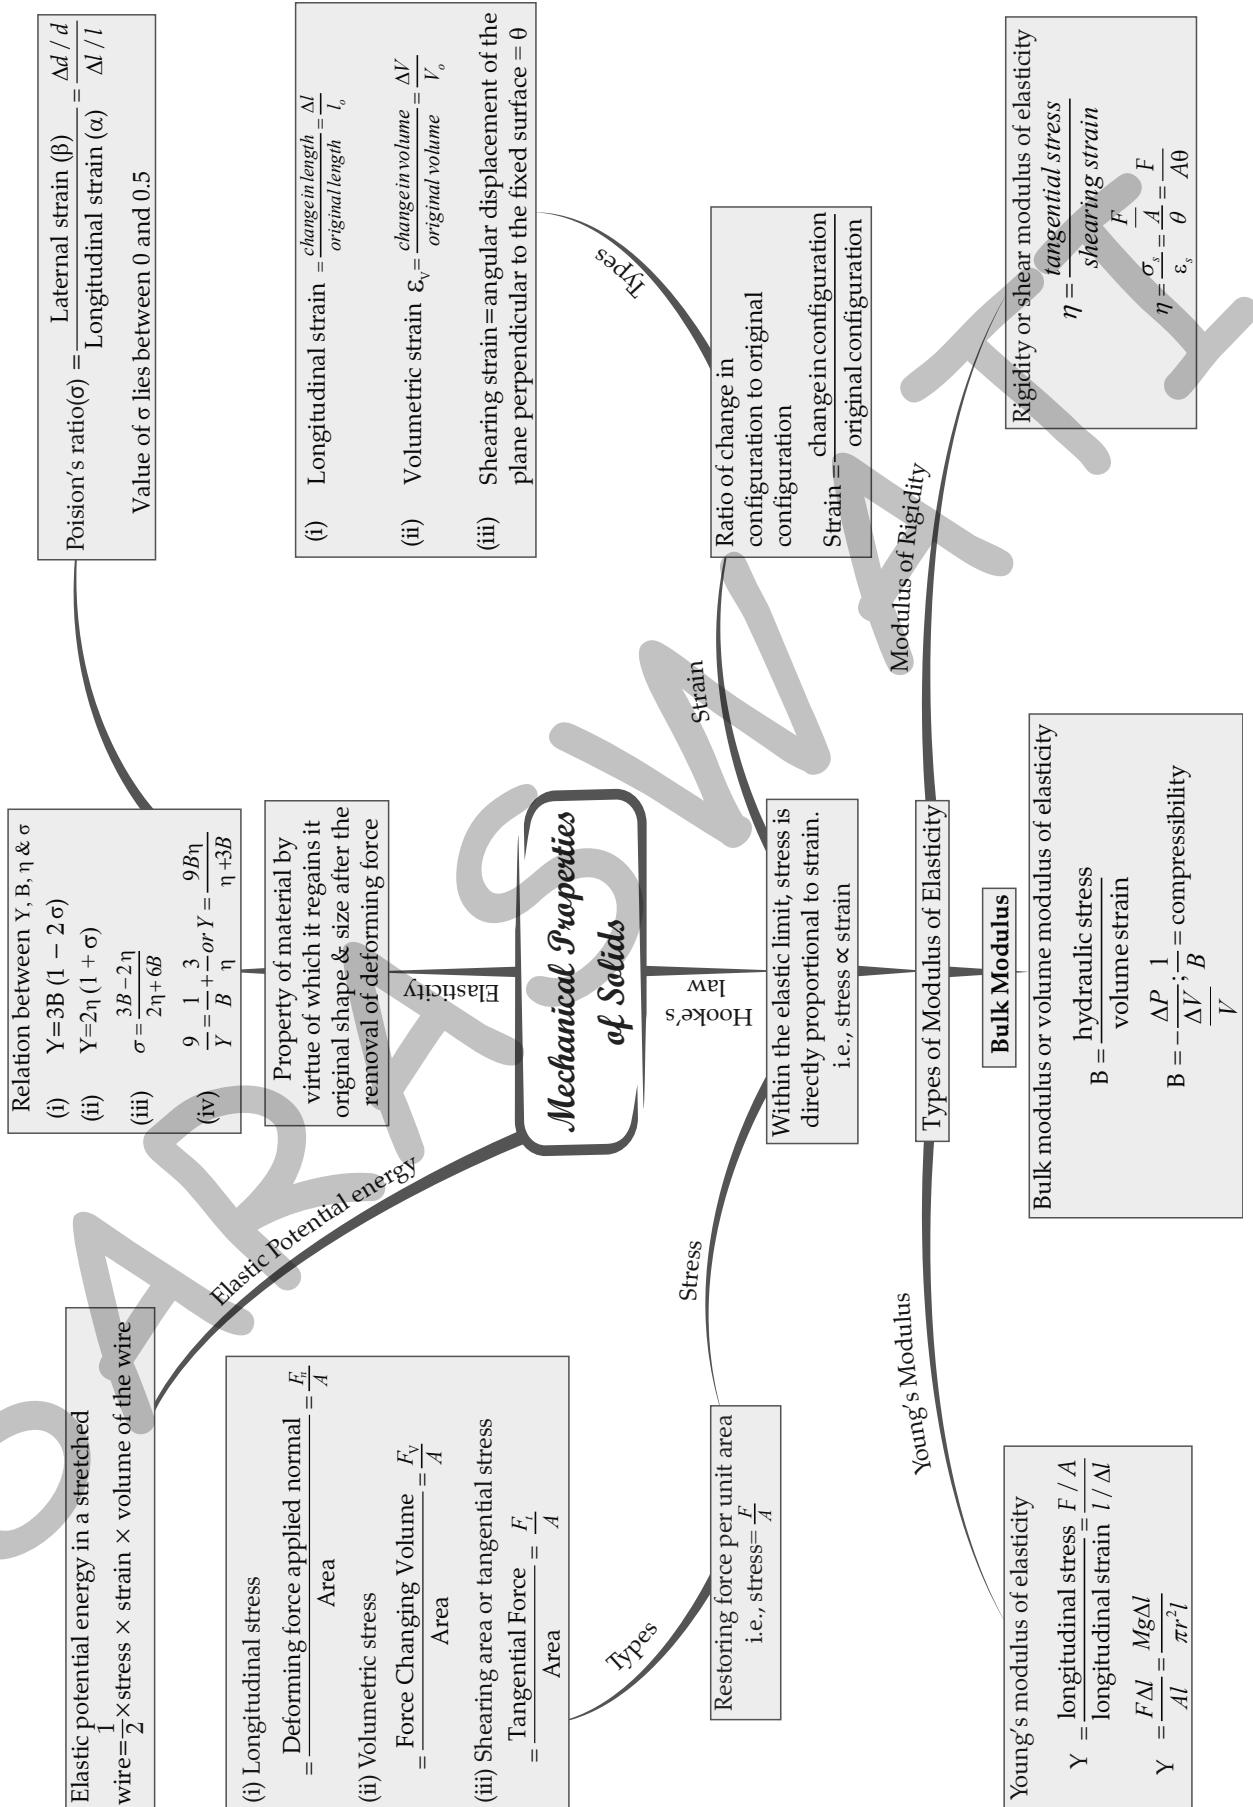 Elastic potential energy in a stretched
wire=1/2×stress × strain × volume of the wire
Elastic Potential energy
Relation between Y, B, η & σ
(i) Y=3B (1 − 2σ)
(ii) Y=2η (1 + σ)
(iii) σ = (3B − 2η)/(2η + 6B)
(iv) 9/Y = 1/B + 3/η or Y = 9Bη/(η + 3B)
Poision's ratio(σ) = Laternal strain (β)/Longitudinal strain (α) = (Δd / d)/(Δl / l)
Value of σ lies between 0 and 0.5
Property of material by
virtue of which it regains it
original shape & size after the
removal of deforming force
Elasticity
Mechanical Properties
of Solids
Hooke's
law
Within the elastic limit, stress is
directly proportional to strain.
i.e., stress ∝ strain
Stress
Restoring force per unit area
i.e., stress= F/A
Types
(i) Longitudinal stress
= Deforming force applied normal/Area = Fn/A
(ii) Volumetric stress
= Force Changing Volume/Area = FV/A
(iii) Shearing area or tangential stress
= Tangential Force/Area = Ft/A
Strain
Ratio of change in
configuration to original
configuration
Strain = change in configuration/original configuration
Types
(i) Longitudinal strain = change in length/original length = Δl/lo
(ii) Volumetric strain εV= change in volume/original volume = ΔV/Vo
(iii) Shearing strain=angular displacement of the
plane perpendicular to the fixed surface = θ
Types of Modulus of Elasticity
Young's Modulus
Young's modulus of elasticity
Y = longitudinal stress/longitudinal strain = (F / A)/(l / Δl)
Y = FΔl/Al = MgΔl/πr²l
Bulk Modulus
Bulk modulus or volume modulus of elasticity
B = hydraulic stress/volume strain
B = − ΔP/(ΔV/V); 1/B = compressibility
Modulus of Rigidity
Rigidity or shear modulus of elasticity
η = tangential stress/shearing strain
η = σs/εs = (F/A)/θ = F/Aθ